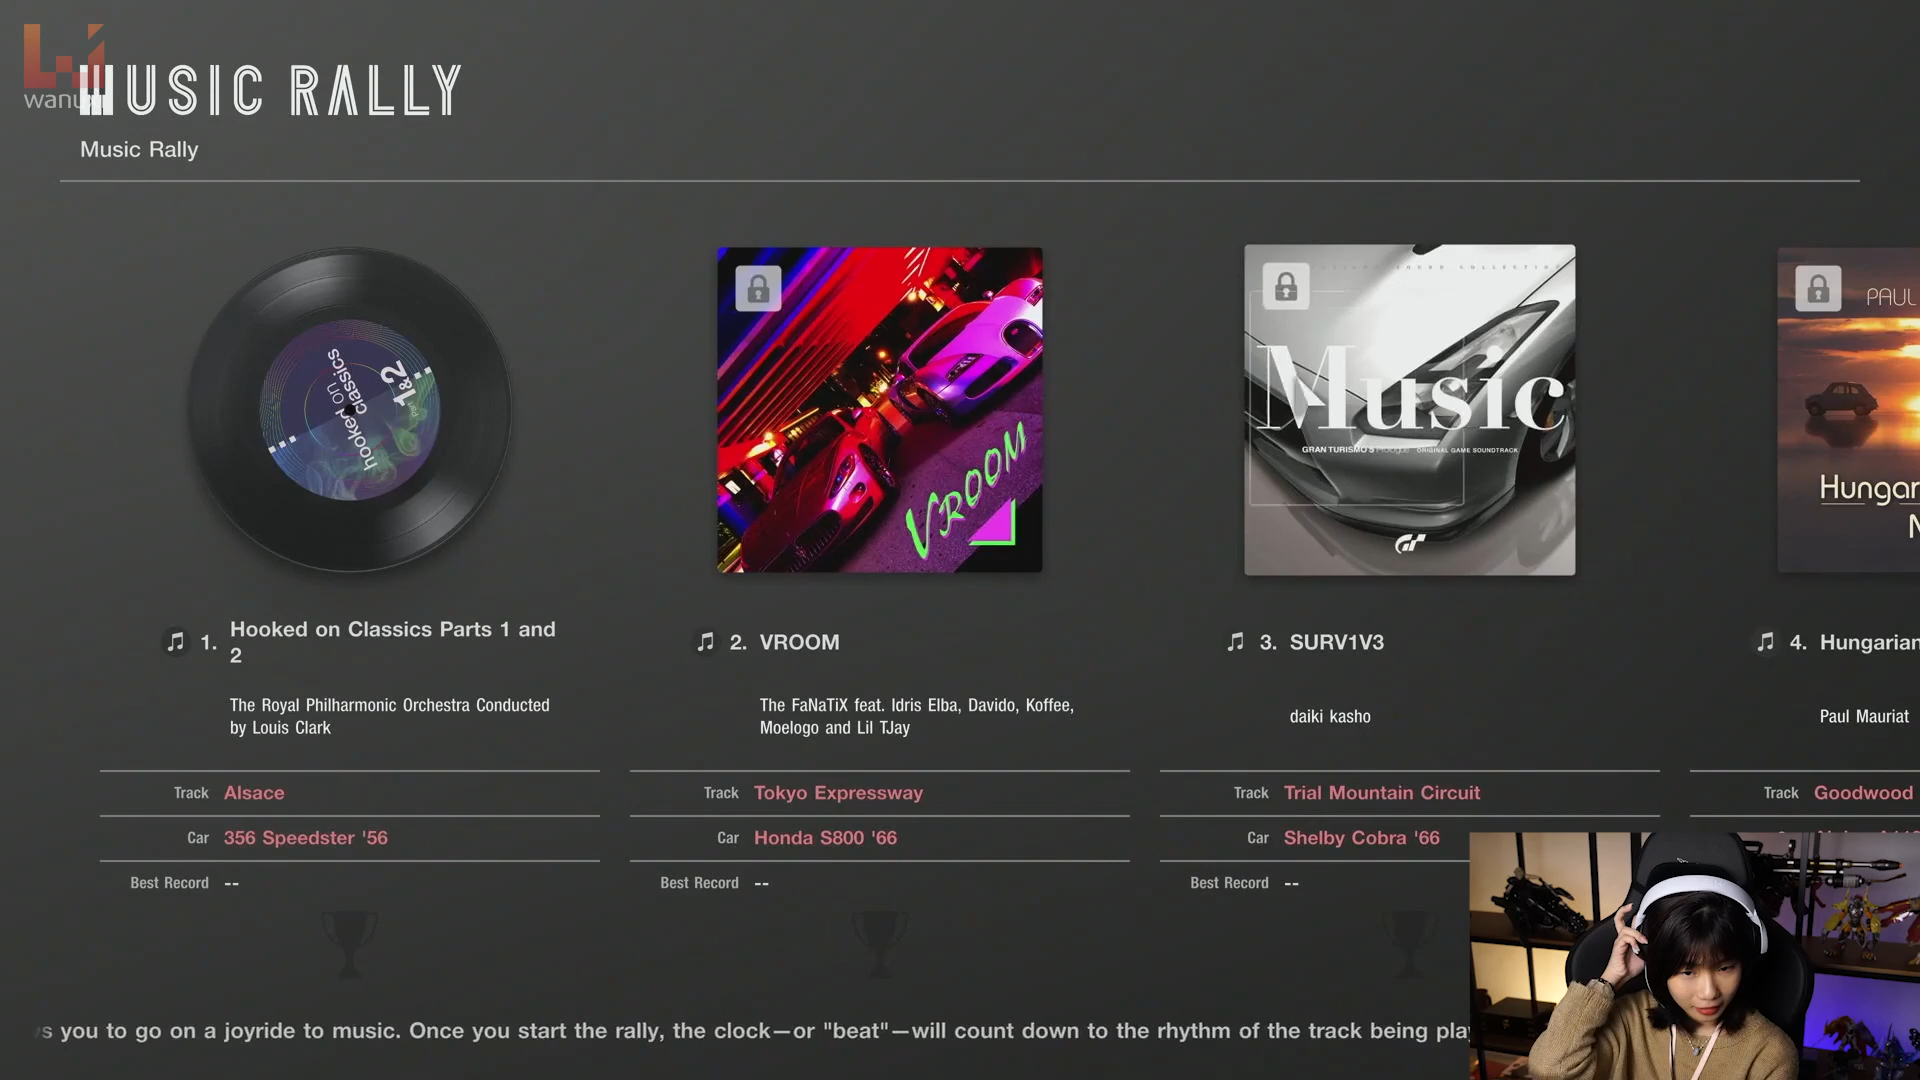 MUSIC RALLY
Music Rally
hooked on
classics
Part
1&2
VROOM
Music
GRAN TURISMO 5 Prologue ORIGINAL GAME SOUNDTRACK
PAUL
Hungar
1. Hooked on Classics Parts 1 and
2
The Royal Philharmonic Orchestra Conducted
by Louis Clark
Track Alsace
Car 356 Speedster '56
Best Record --
2. VROOM
The FaNaTiX feat. Idris Elba, Davido, Koffee,
Moelogo and Lil TJay
Track Tokyo Expressway
Car Honda S800 '66
Best Record --
3. SURV1V3
daiki kasho
Track Trial Mountain Circuit
Car Shelby Cobra '66
Best Record --
4. Hungarian
Paul Mauriat
Track Goodwood
s you to go on a joyride to music. Once you start the rally, the clock—or "beat"—will count down to the rhythm of the track being play